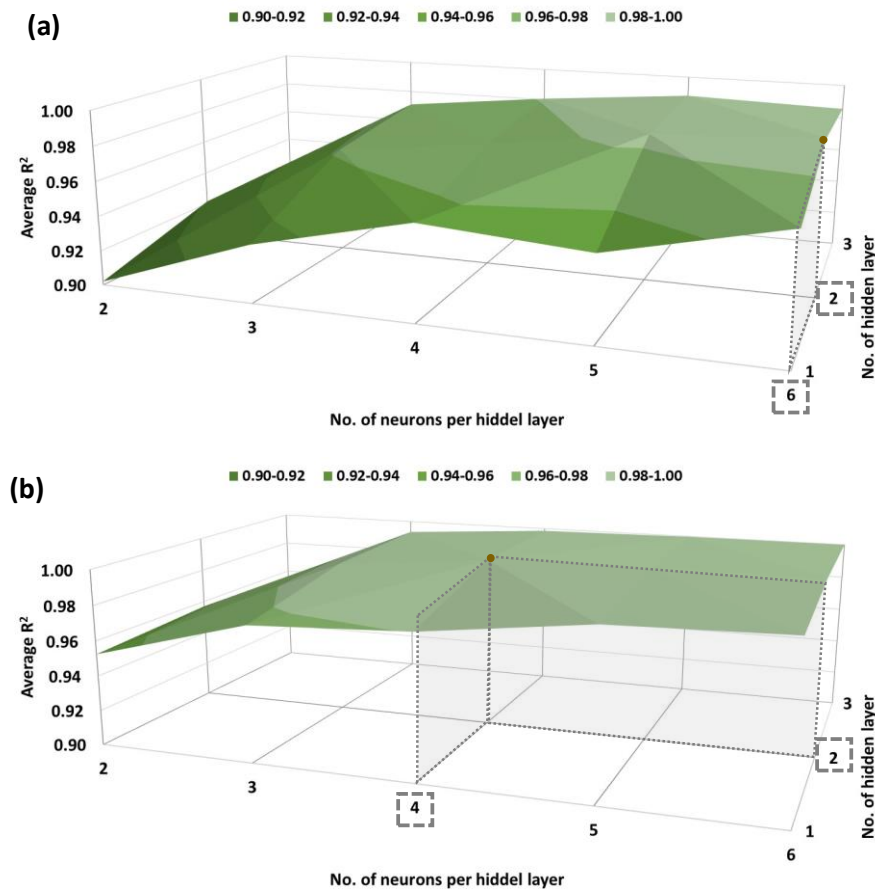 (a)
0.90-0.92 0.92-0.94 0.94-0.96 0.96-0.98 0.98-1.00
1.00
0.98
0.96
0.94
0.92
0.90
Average R²
2
3
4
5
6
1
2
3
No. of hidden layer
No. of neurons per hiddel layer
(b)
0.90-0.92 0.92-0.94 0.94-0.96 0.96-0.98 0.98-1.00
1.00
0.98
0.96
0.94
0.92
0.90
Average R²
2
3
4
5
6
1
2
3
No. of hidden layer
No. of neurons per hiddel layer